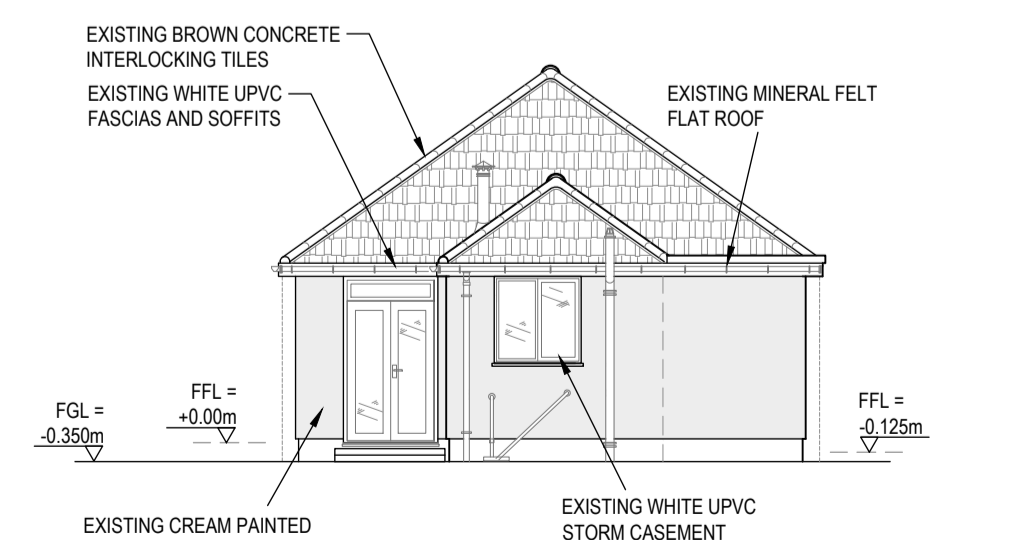 EXISTING BROWN CONCRETE
INTERLOCKING TILES
EXISTING WHITE UPVC
FASCIAS AND SOFFITS
EXISTING MINERAL FELT
FLAT ROOF
FFL =
+0.00m
FGL =
-0.350m
FFL =
-0.125m
EXISTING CREAM PAINTED
EXISTING WHITE UPVC
STORM CASEMENT